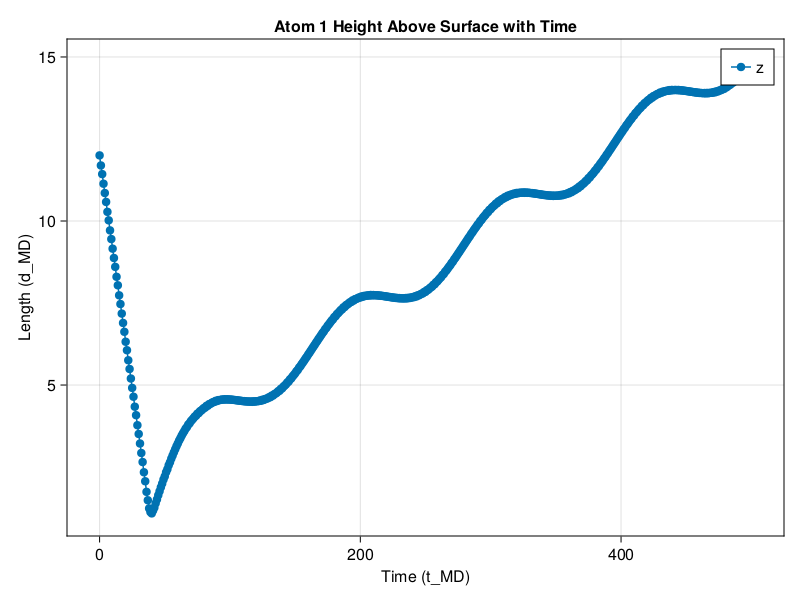 Atom 1 Height Above Surface with Time
z
15
10
5
Length (d_MD)
0 200 400
Time (t_MD)